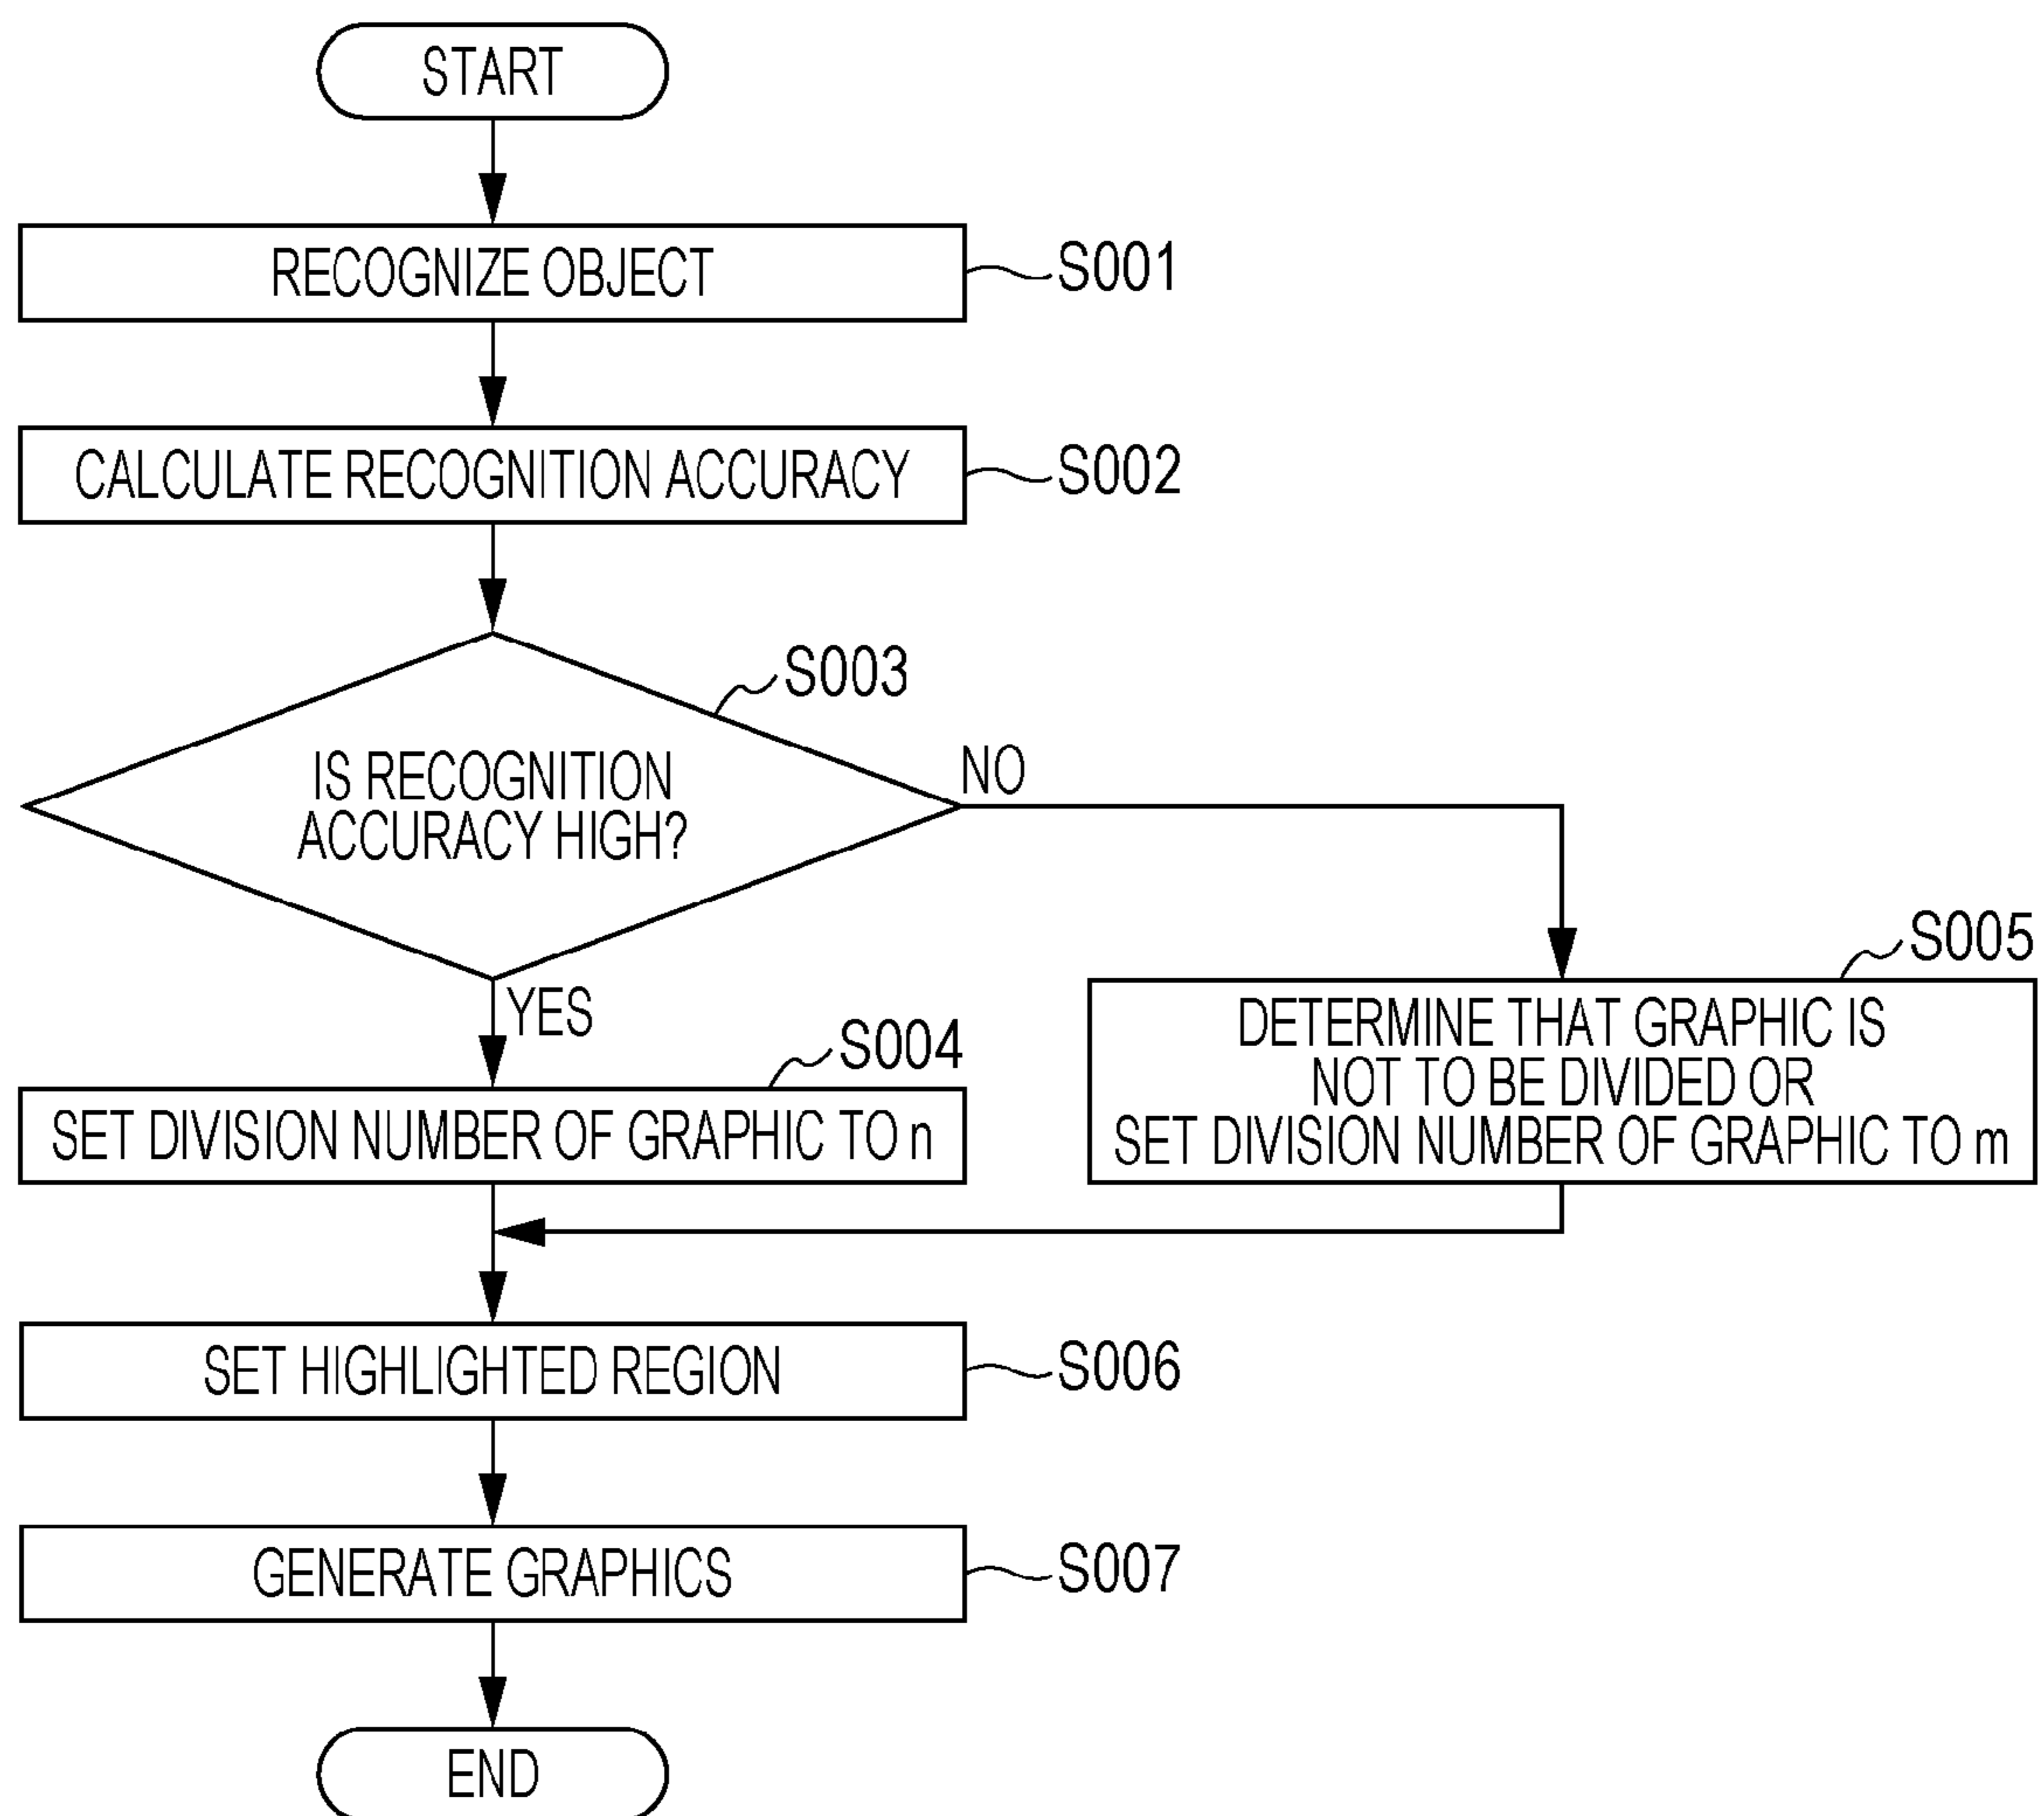 START
RECOGNIZE OBJECT
S001
CALCULATE RECOGNITION ACCURACY
S002
S003
IS RECOGNITION
ACCURACY HIGH?
NO
YES
S004
SET DIVISION NUMBER OF GRAPHIC TO n
S005
DETERMINE THAT GRAPHIC IS
NOT TO BE DIVIDED OR
SET DIVISION NUMBER OF GRAPHIC TO m
SET HIGHLIGHTED REGION
S006
GENERATE GRAPHICS
S007
END